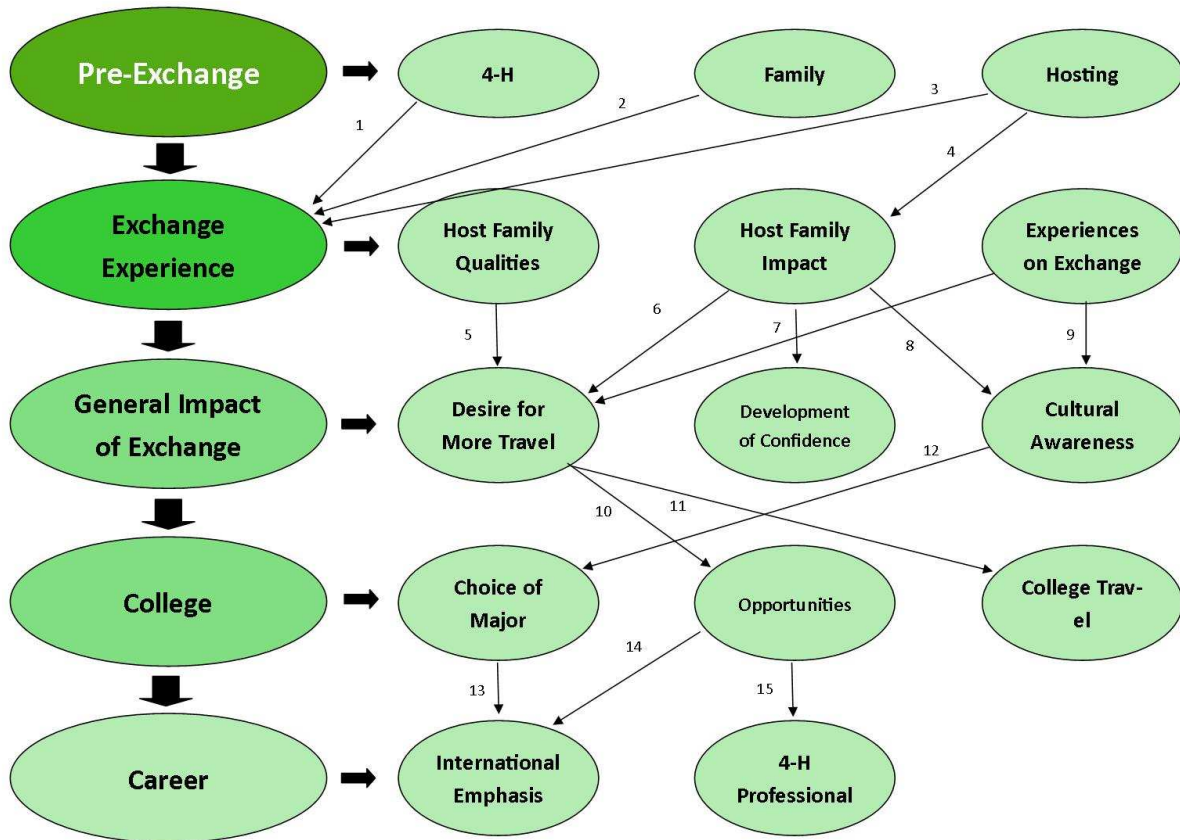 Pre-Exchange
4-H
Family
Hosting
1
2
3
4
Exchange
Experience
Host Family
Qualities
Host Family
Impact
Experiences
on Exchange
5
6
7
8
9
General Impact
of Exchange
Desire for
More Travel
Development
of Confidence
Cultural
Awareness
10
11
12
College
Choice of
Major
Opportunities
College Trav-
el
13
14
15
Career
International
Emphasis
4-H
Professional